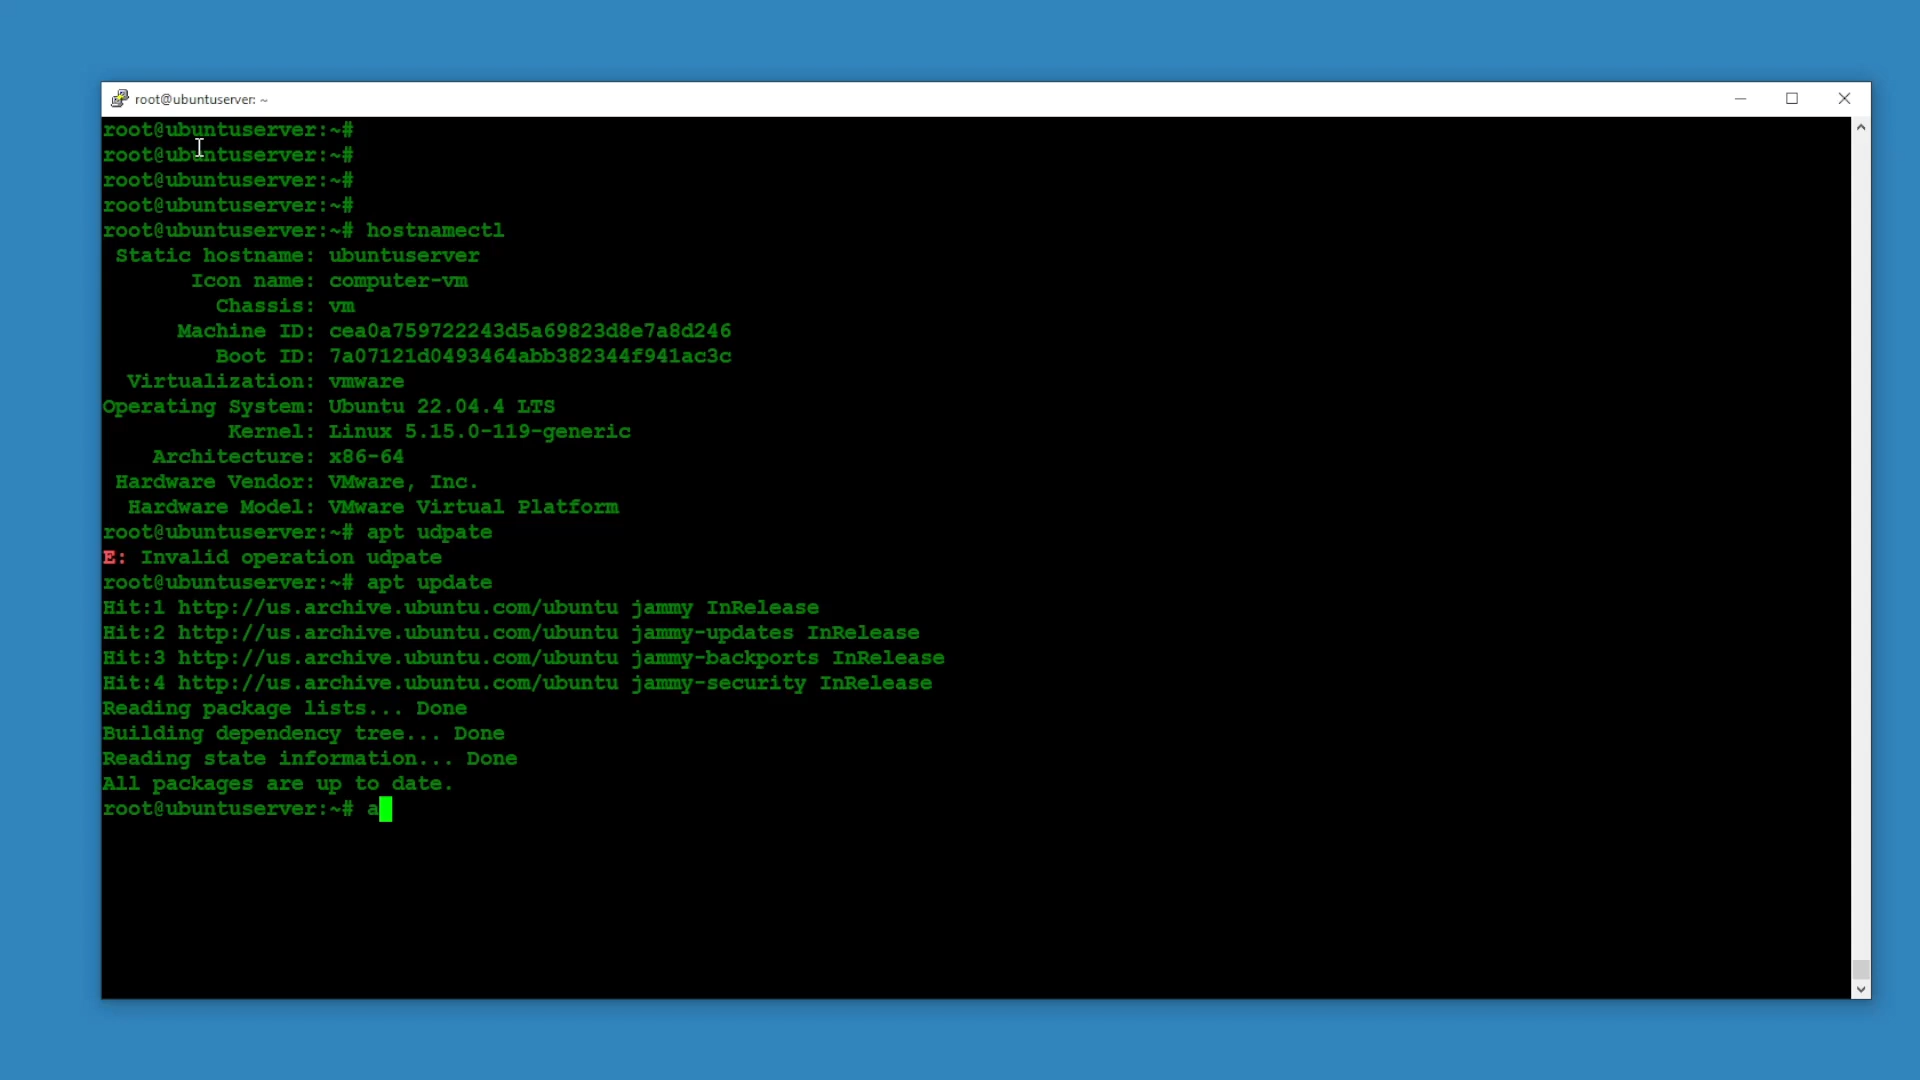 root@ubuntuserver: ~
root@ubuntuserver:~#
root@ubuntuserver:~#
root@ubuntuserver:~#
root@ubuntuserver:~#
root@ubuntuserver:~# hostnamectl
Static hostname: ubuntuserver
Icon name: computer-vm
Chassis: vm
Machine ID: cea0a759722243d5a69823d8e7a8d246
Boot ID: 7a07121d0493464abb382344f941ac3c
Virtualization: vmware
Operating System: Ubuntu 22.04.4 LTS
Kernel: Linux 5.15.0-119-generic
Architecture: x86-64
Hardware Vendor: VMware, Inc.
Hardware Model: VMware Virtual Platform
root@ubuntuserver:~# apt udpate
E: Invalid operation udpate
root@ubuntuserver:~# apt update
Hit:1 http://us.archive.ubuntu.com/ubuntu jammy InRelease
Hit:2 http://us.archive.ubuntu.com/ubuntu jammy-updates InRelease
Hit:3 http://us.archive.ubuntu.com/ubuntu jammy-backports InRelease
Hit:4 http://us.archive.ubuntu.com/ubuntu jammy-security InRelease
Reading package lists... Done
Building dependency tree... Done
Reading state information... Done
All packages are up to date.
root@ubuntuserver:~# a